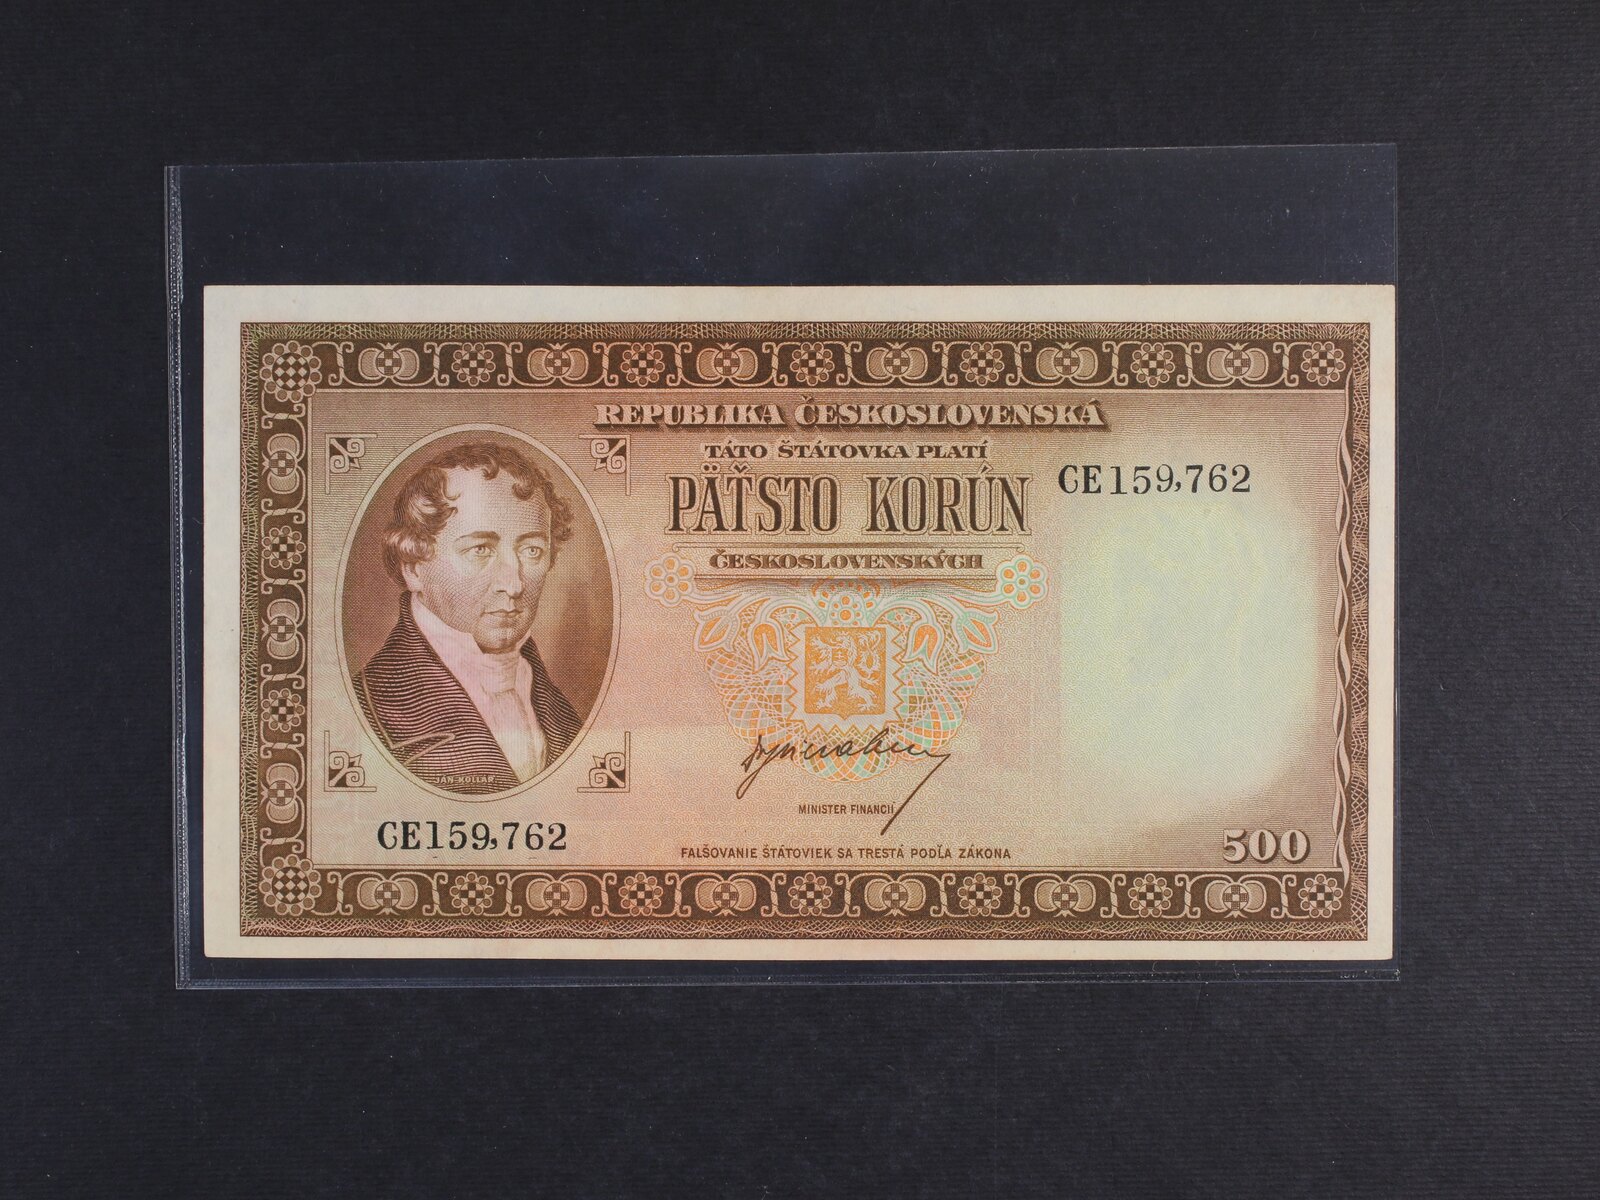 REPUBLIKA ČESKOSLOVENSKÁ
TÁTO ŠTÁTOVKA PLATÍ
PÄŤSTO KORÚN
ČESKOSLOVENSKÝCH
CE159,762
JÁN KOLLÁR
MINISTER FINANCIÍ
CE159,762
FALŠOVANIE ŠTÁTOVIEK SA TRESTÁ PODĽA ZÁKONA
500